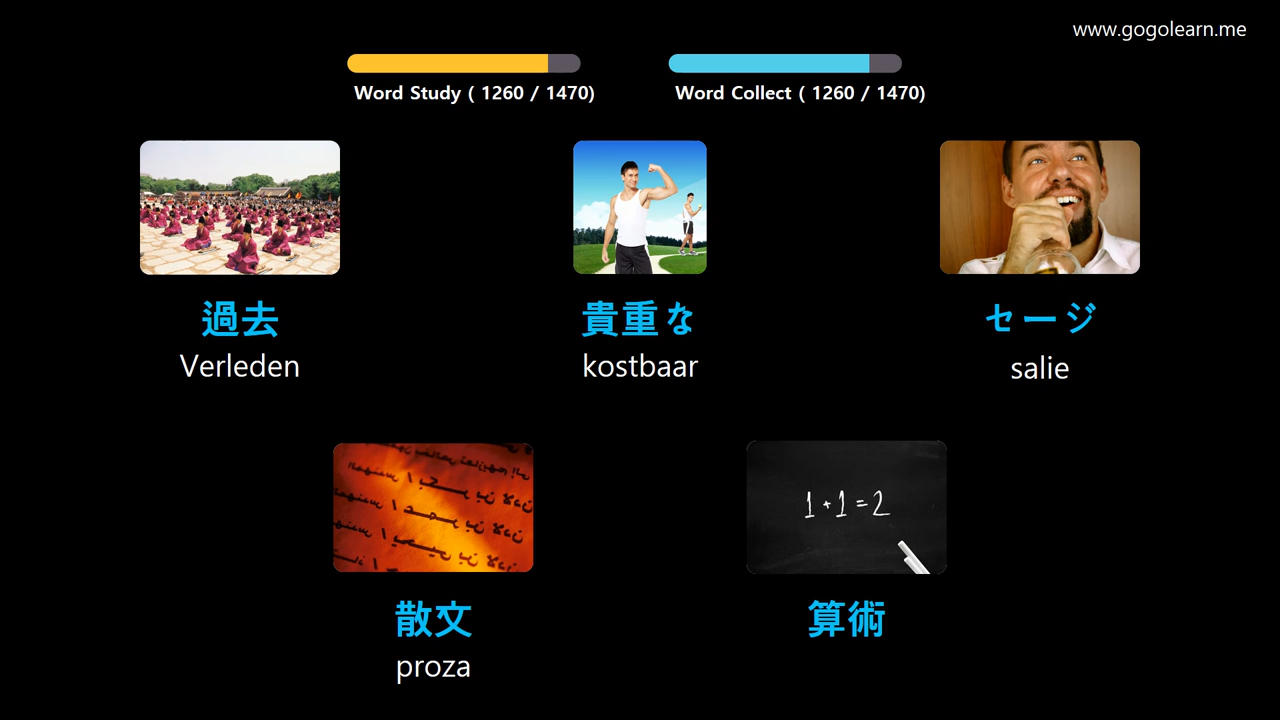 www.gogolearn.me
Word Study ( 1260 / 1470)
Word Collect ( 1260 / 1470)
過去
Verleden
貴重な
kostbaar
セージ
salie
散文
proza
1+1=2
算術